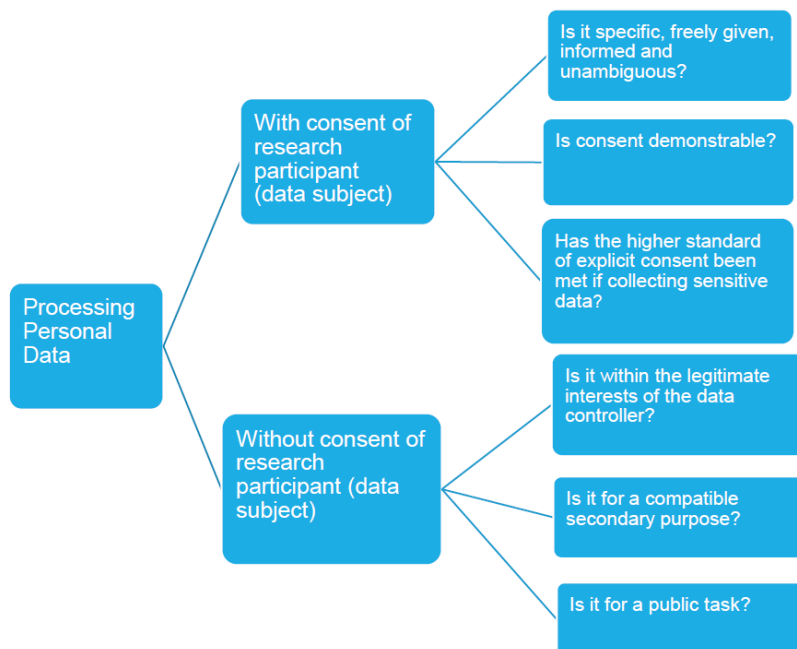 Processing
Personal
Data
With consent of
research
participant
(data subject)
Is it specific, freely given,
informed and
unambiguous?
Is consent demonstrable?
Has the higher standard
of explicit consent been
met if collecting sensitive
data?
Without consent of
research
participant (data
subject)
Is it within the legitimate
interests of the data
controller?
Is it for a compatible
secondary purpose?
Is it for a public task?